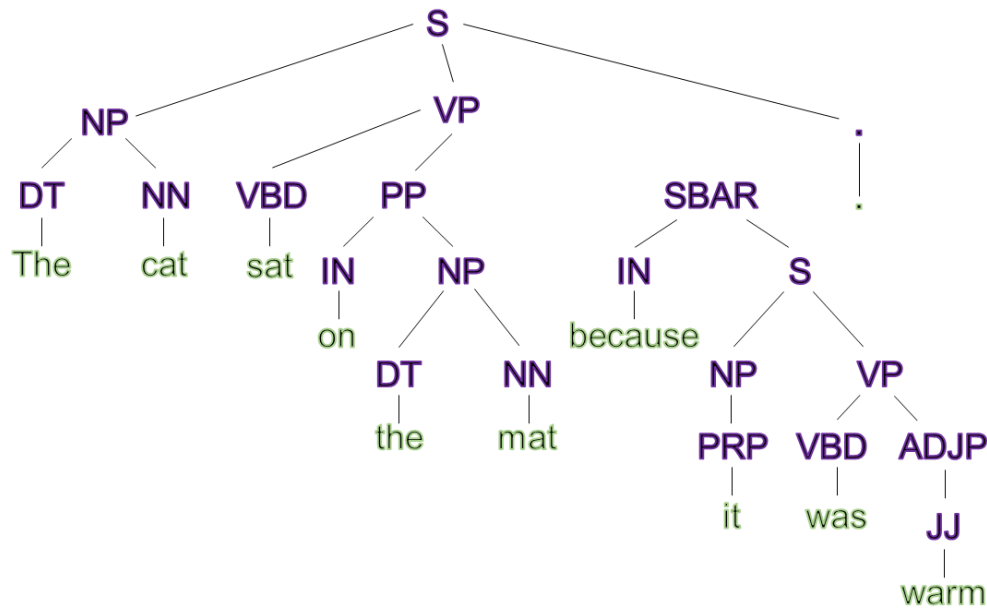 S
NP VP .
DT NN VBD PP SBAR .
The cat sat IN NP IN S
on because
DT NN NP VP
the mat PRP VBD ADJP
it was JJ
warm